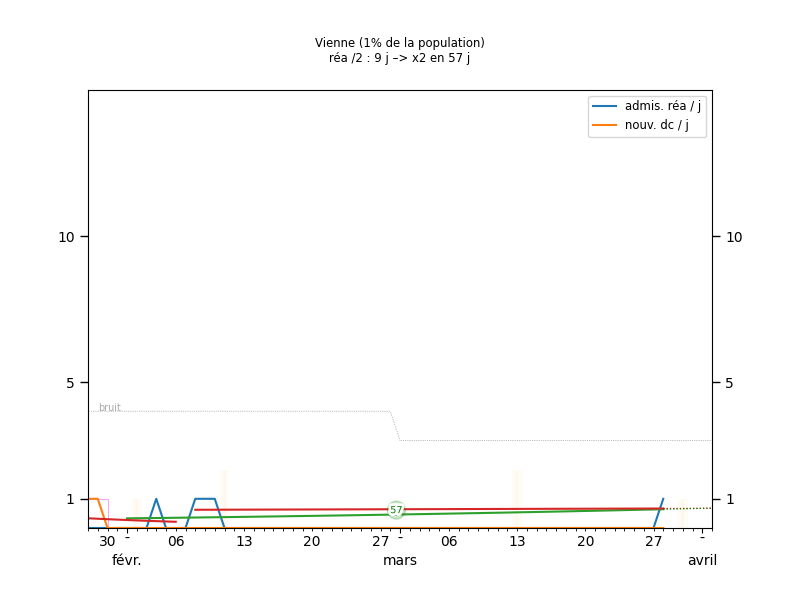 Vienne (1% de la population)
réa /2 : 9 j –> x2 en 57 j
admis. réa / j
nouv. dc / j
10
10
5
5
bruit
1
1
57
30 - 06 13 20 27 - 06 13 20 27 -
févr. mars avril